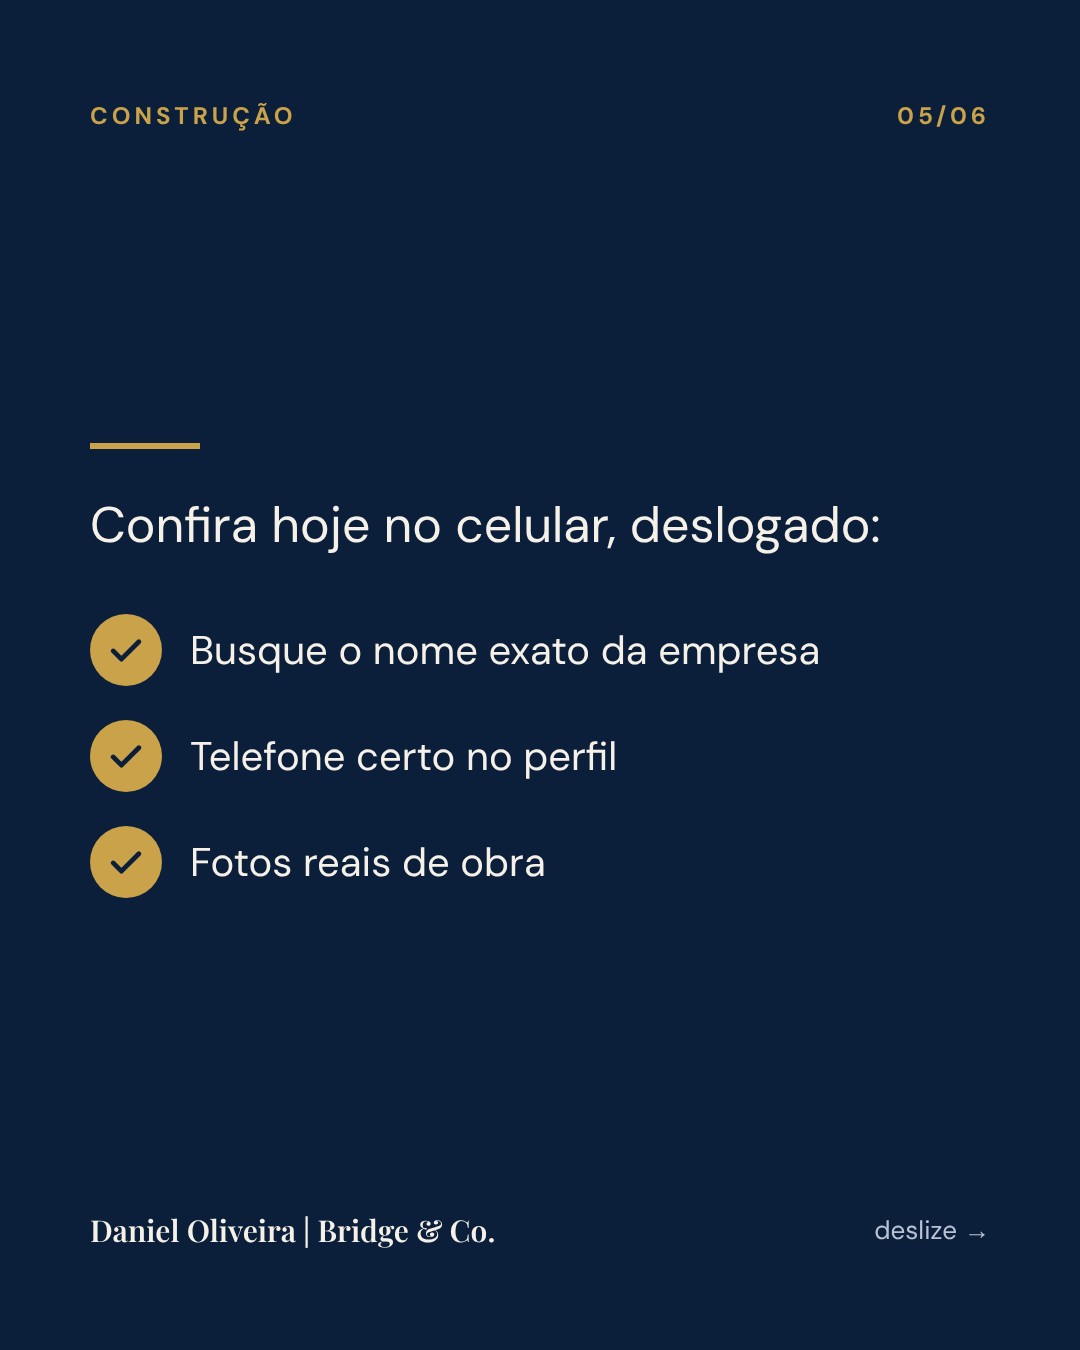 CONSTRUÇÃO
05/06
Confira hoje no celular, deslogado:
Busque o nome exato da empresa
Telefone certo no perfil
Fotos reais de obra
Daniel Oliveira | Bridge & Co.
deslize →